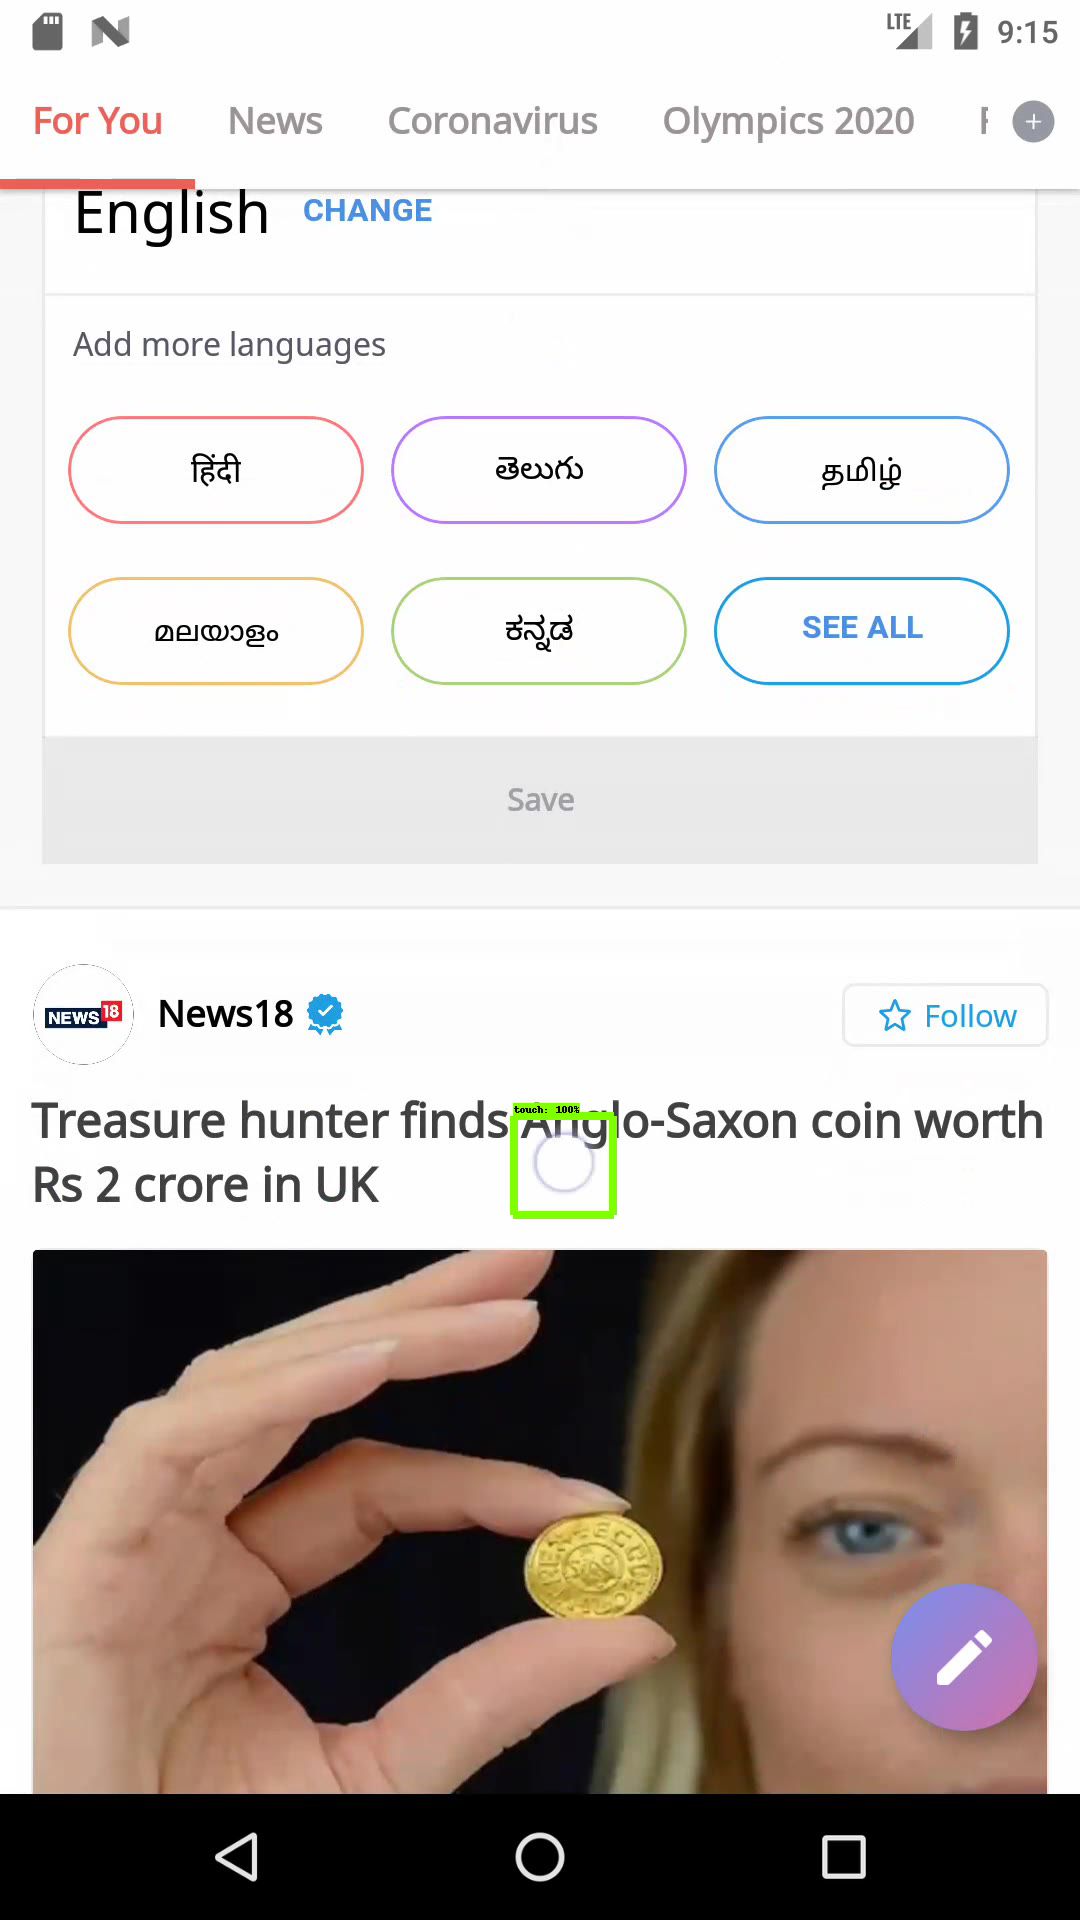 LTE 9:15
For You News Coronavirus Olympics 2020
English CHANGE
Add more languages
हिंदी తెలుగు தமிழ்
മലയാളം ಕನ್ನಡ SEE ALL
Save
NEWS 18 News18 Follow
touch: 100%
Treasure hunter finds Anglo-Saxon coin worth
Rs 2 crore in UK